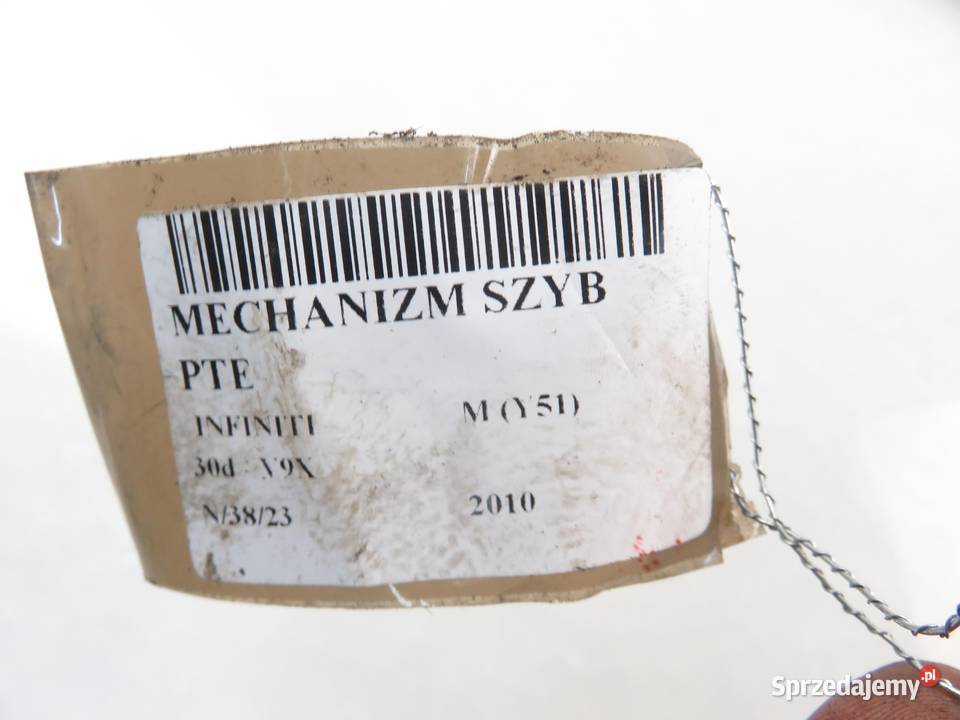 MECHANIZM SZYB
PTE
INFINITI M (Y51)
30d V9X
N/38/23 2010
Sprzedajemy.pl